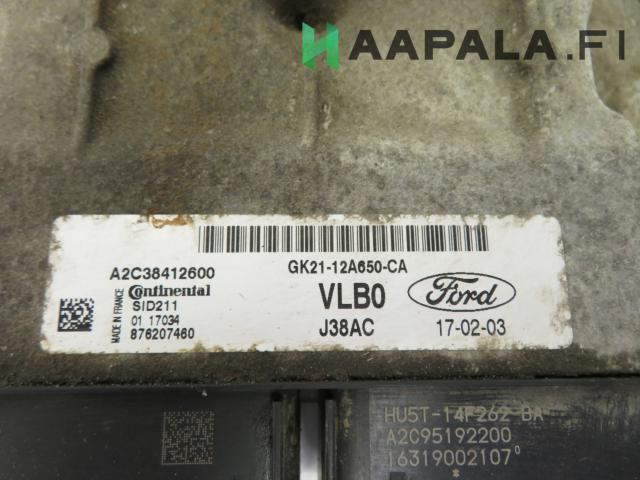 HAAPALA.FI
GK21-12A650-CA
A2C38412600
Continental
SID211
01 17034
876207460
MADE IN FRANCE
VLB0
J38AC
Ford
17-02-03
HU5T-14F262-BA
A2C95192200
16319002107⁰
*